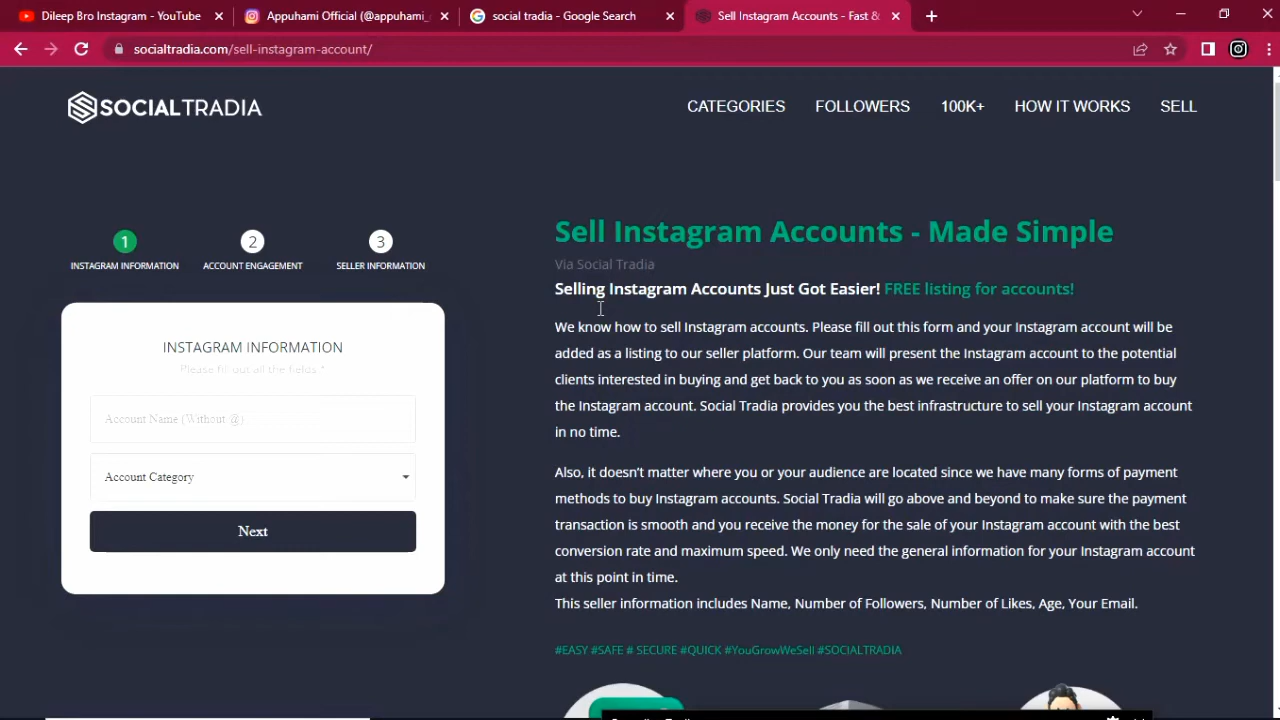 Dileep Bro Instagram - YouTube
Appuhami Official (@appuhami_
social tradia - Google Search
Sell Instagram Accounts - Fast &
socialtradia.com/sell-instagram-account/
SOCIALTRADIA
CATEGORIES FOLLOWERS 100K+ HOW IT WORKS SELL
1 2 3
INSTAGRAM INFORMATION ACCOUNT ENGAGEMENT SELLER INFORMATION
INSTAGRAM INFORMATION
Please fill out all the fields *
Account Name (Without @)
Account Category
Next
Sell Instagram Accounts - Made Simple
Via Social Tradia
Selling Instagram Accounts Just Got Easier! FREE listing for accounts!
We know how to sell Instagram accounts. Please fill out this form and your Instagram account will be
added as a listing to our seller platform. Our team will present the Instagram account to the potential
clients interested in buying and get back to you as soon as we receive an offer on our platform to buy
the Instagram account. Social Tradia provides you the best infrastructure to sell your Instagram account
in no time.
Also, it doesn't matter where you or your audience are located since we have many forms of payment
methods to buy Instagram accounts. Social Tradia will go above and beyond to make sure the payment
transaction is smooth and you receive the money for the sale of your Instagram account with the best
conversion rate and maximum speed. We only need the general information for your Instagram account
at this point in time.
This seller information includes Name, Number of Followers, Number of Likes, Age, Your Email.
#EASY #SAFE # SECURE #QUICK #YouGrowWeSell #SOCIALTRADIA